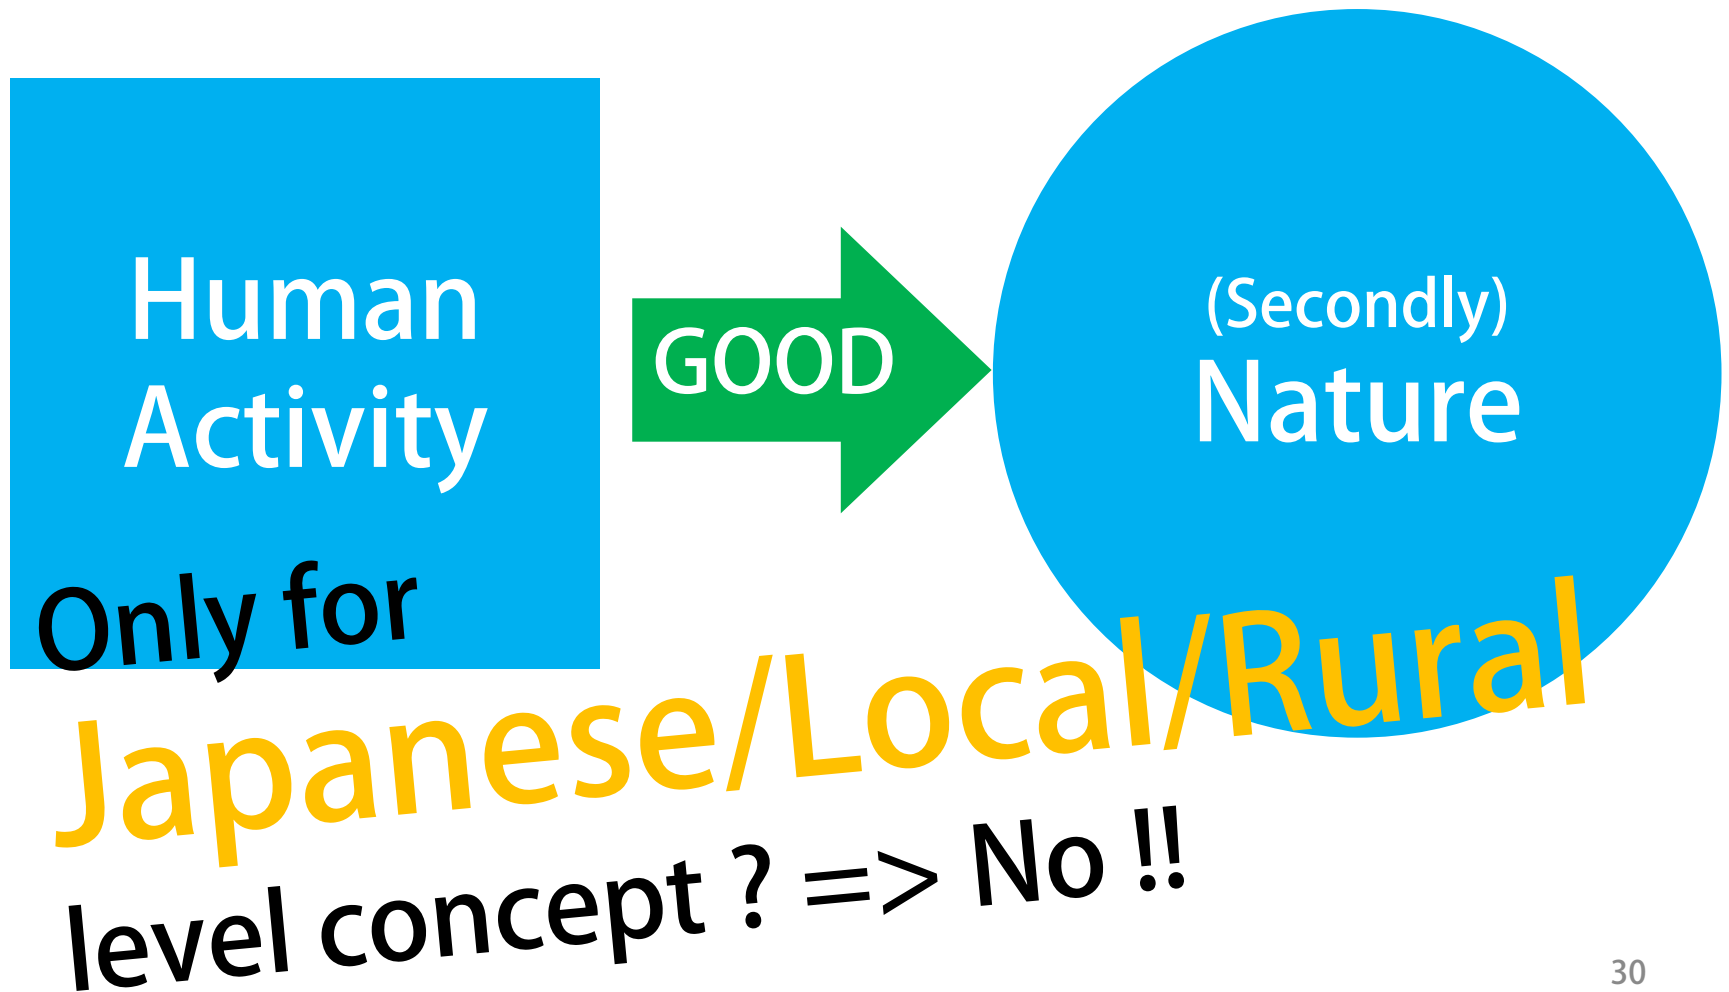 Human
Activity
GOOD
(Secondly)
Nature
Only for
Japanese/Local/Rural
level concept ? => No !!
30